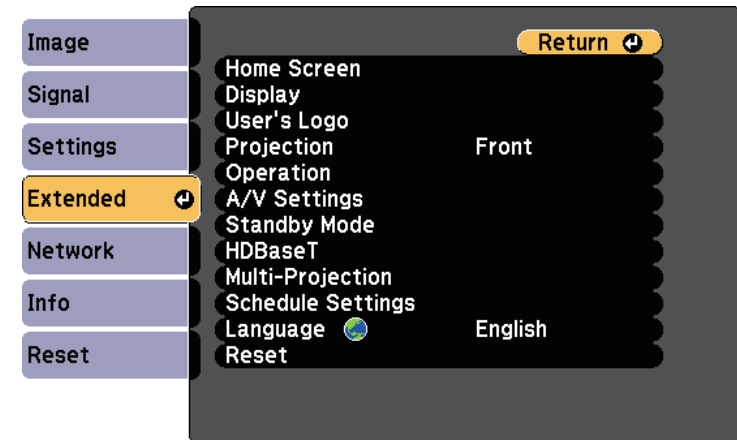 Image
Signal
Settings
Extended
Network
Info
Reset
Return
Home Screen
Display
User's Logo
Projection Front
Operation
A/V Settings
Standby Mode
HDBaseT
Multi-Projection
Schedule Settings
Language English
Reset